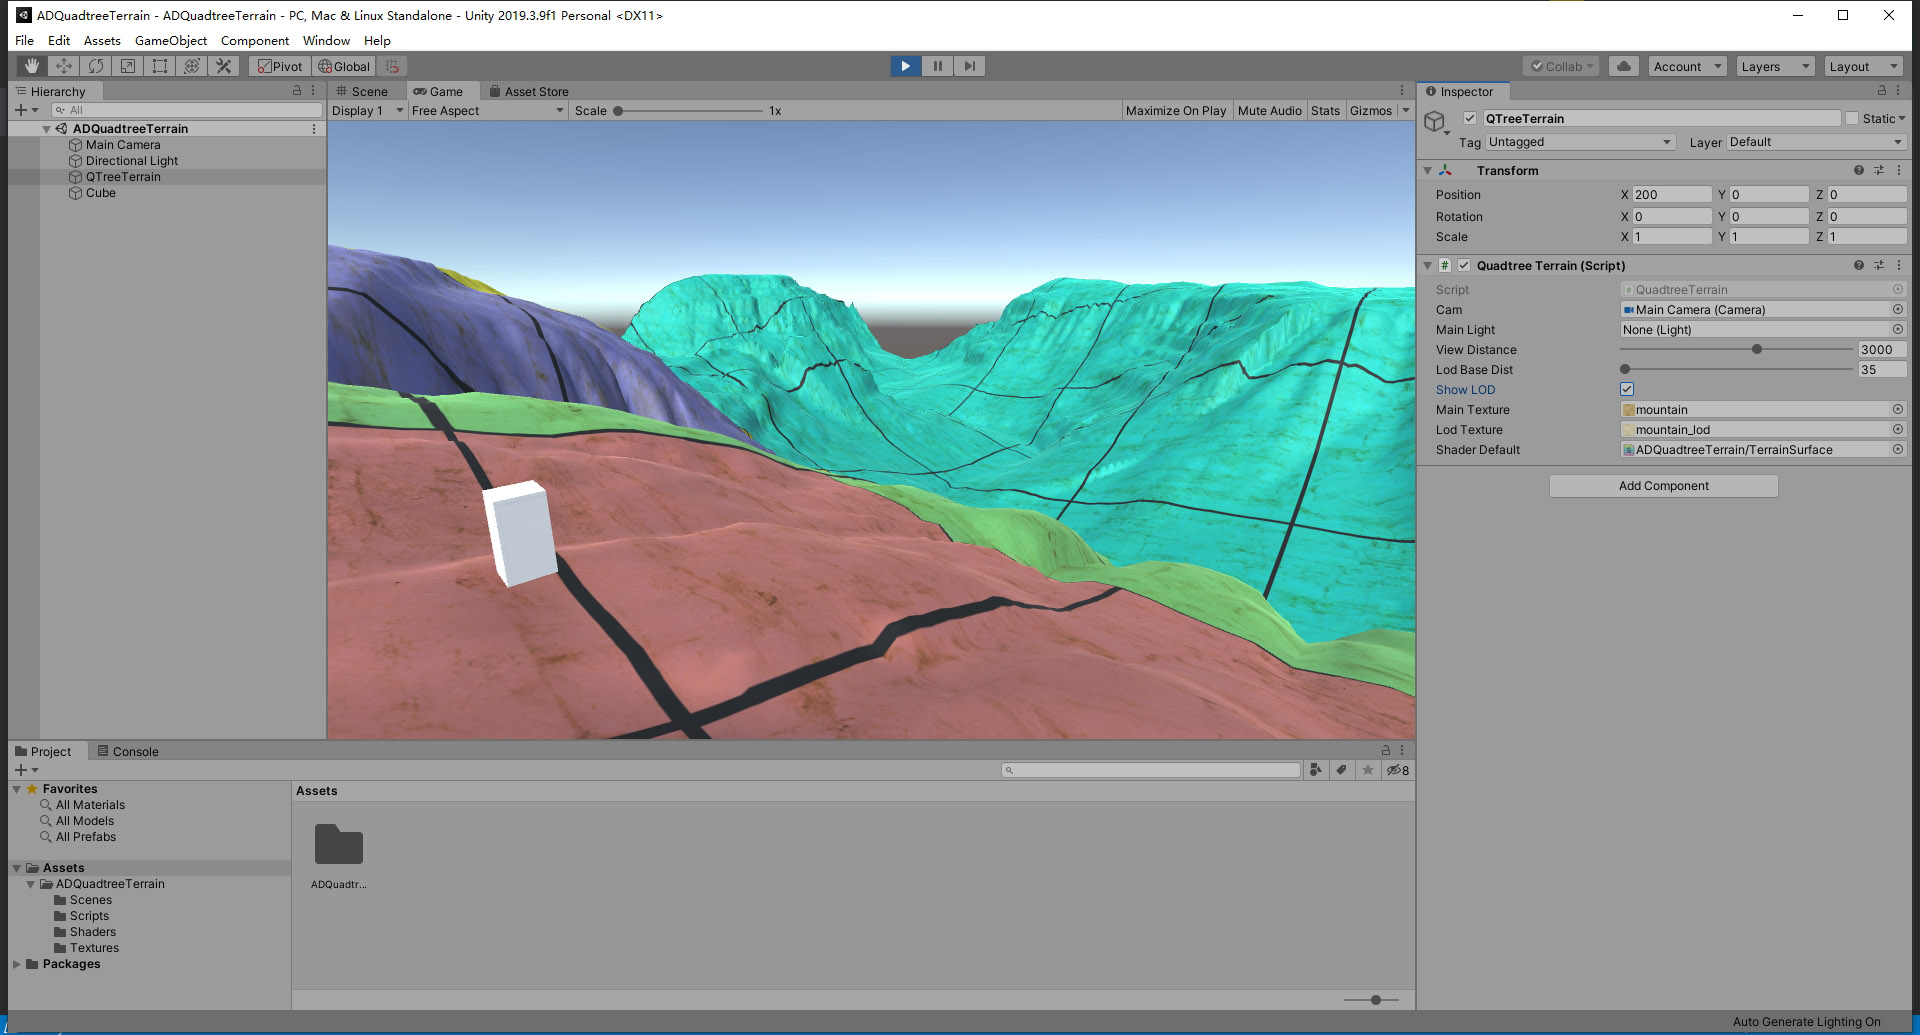 ADQuadtreeTerrain - ADQuadtreeTerrain - PC, Mac & Linux Standalone - Unity 2019.3.9f1 Personal <DX11>
File Edit Assets GameObject Component Window Help
Pivot Global Collab Account Layers Layout
Hierarchy
All
ADQuadtreeTerrain
Main Camera
Directional Light
QTreeTerrain
Cube
Scene Game Asset Store
Display 1 Free Aspect Scale 1x Maximize On Play Mute Audio Stats Gizmos
Inspector
QTreeTerrain Static
Tag Untagged Layer Default
Transform
Position X 200 Y 0 Z 0
Rotation X 0 Y 0 Z 0
Scale X 1 Y 1 Z 1
# Quadtree Terrain (Script)
Script QuadtreeTerrain
Cam Main Camera (Camera)
Main Light None (Light)
View Distance 3000
Lod Base Dist 35
Show LOD
Main Texture mountain
Lod Texture mountain_lod
Shader Default ADQuadtreeTerrain/TerrainSurface
Add Component
Project Console
8
Favorites
All Materials
All Models
All Prefabs
Assets
ADQuadtreeTerrain
Scenes
Scripts
Shaders
Textures
Packages
Assets
ADQuadtr...
Auto Generate Lighting On